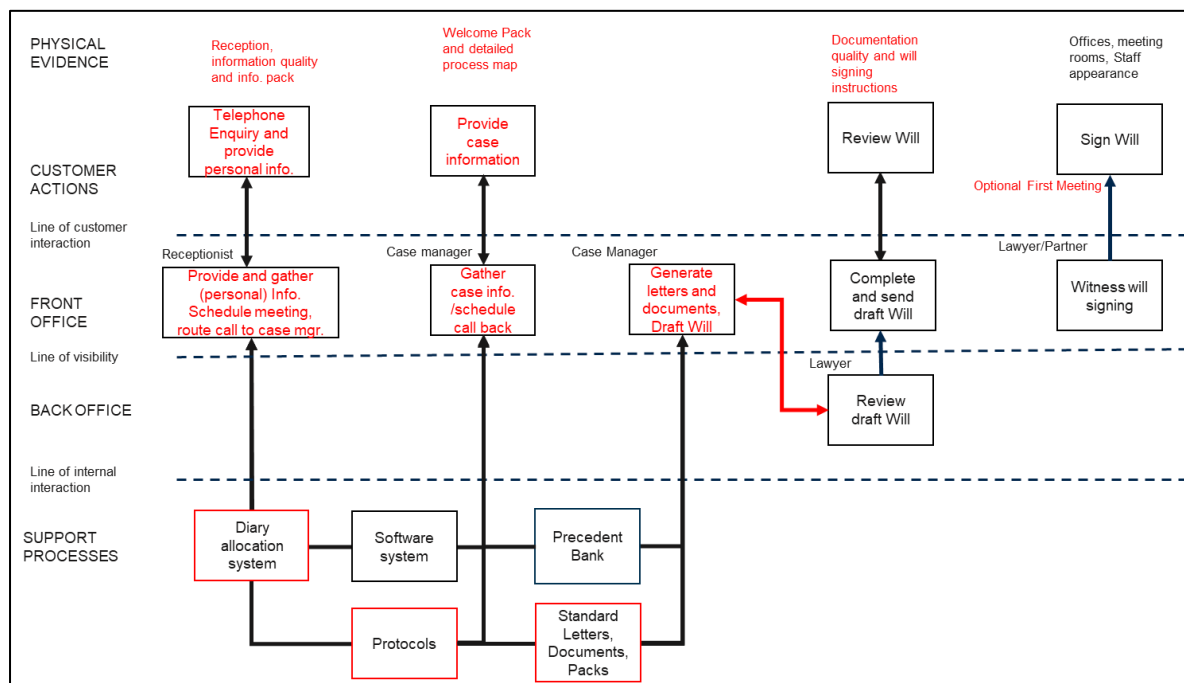 PHYSICAL
EVIDENCE
Reception,
information quality
and info. pack
Welcome Pack
and detailed
process map
Documentation
quality and will
signing
instructions
Offices, meeting
rooms, Staff
appearance
CUSTOMER
ACTIONS
Telephone
Enquiry and
provide
personal info.
Provide
case
information
Review Will
Sign Will
Optional First Meeting
Line of customer
interaction
Receptionist
Case manager
Case Manager
Lawyer/Partner
FRONT
OFFICE
Provide and gather
(personal) Info.
Schedule meeting,
route call to case mgr.
Gather
case info.
/schedule
call back
Generate
letters and
documents,
Draft Will
Complete
and send
draft Will
Witness will
signing
Line of visibility
Lawyer
BACK OFFICE
Review
draft Will
Line of internal
interaction
SUPPORT
PROCESSES
Diary
allocation
system
Software
system
Precedent
Bank
Protocols
Standard
Letters,
Documents,
Packs